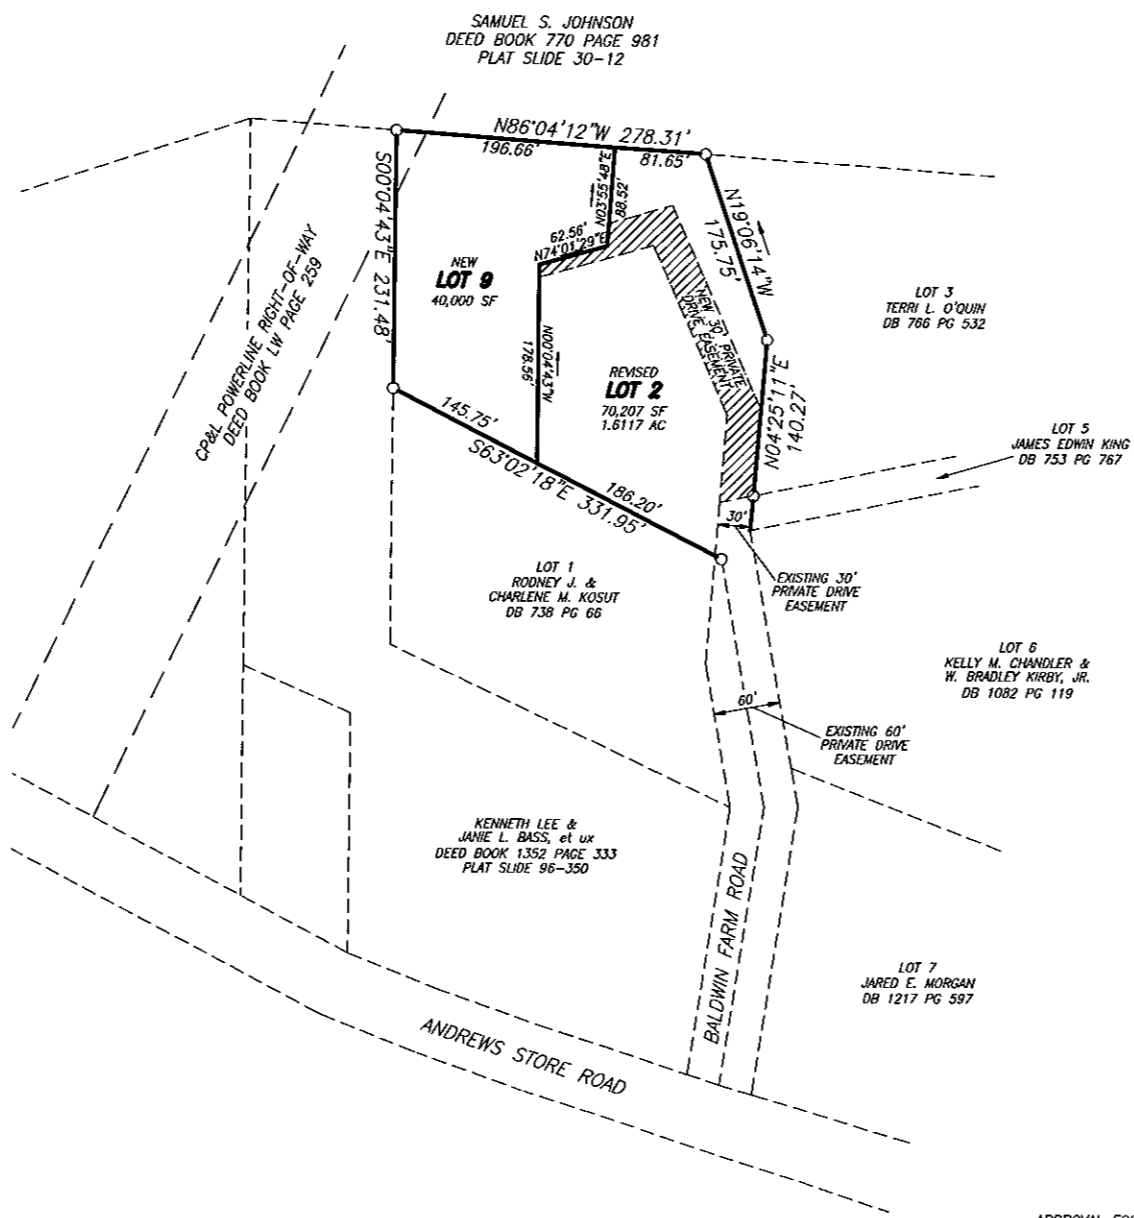 SAMUEL S. JOHNSON
DEED BOOK 770 PAGE 981
PLAT SLIDE 30-12
N86°04'12"W 278.31'
196.66'
81.65'
S00°04'43"E 231.48'
N03°55'48"E
88.52'
62.56'
N74°01'29"E
N19°06'14"W
175.75'
NEW
LOT 9
40,000 SF
CP&L POWERLINE RIGHT-OF-WAY
DEED BOOK LW PAGE 259
NEW 30' PRIVATE
DRIVE EASEMENT
LOT 3
TERRI L. O'QUIN
DB 766 PG 532
N00°04'43"W
178.56'
REVISED
LOT 2
70,207 SF
1.6117 AC
N04°25'11"E
140.27'
145.75'
S63°02'18"E 331.95'
186.20'
LOT 5
JAMES EDWIN KING
DB 753 PG 767
30'
EXISTING 30'
PRIVATE DRIVE
EASEMENT
LOT 1
RODNEY J. &
CHARLENE M. KOSUT
DB 738 PG 66
LOT 6
KELLY M. CHANDLER &
W. BRADLEY KIRBY, JR.
DB 1082 PG 119
60'
EXISTING 60'
PRIVATE DRIVE
EASEMENT
KENNETH LEE &
JANIE L. BASS, et ux
DEED BOOK 1352 PAGE 333
PLAT SLIDE 96-350
BALDWIN FARM ROAD
LOT 7
JARED E. MORGAN
DB 1217 PG 597
ANDREWS STORE ROAD